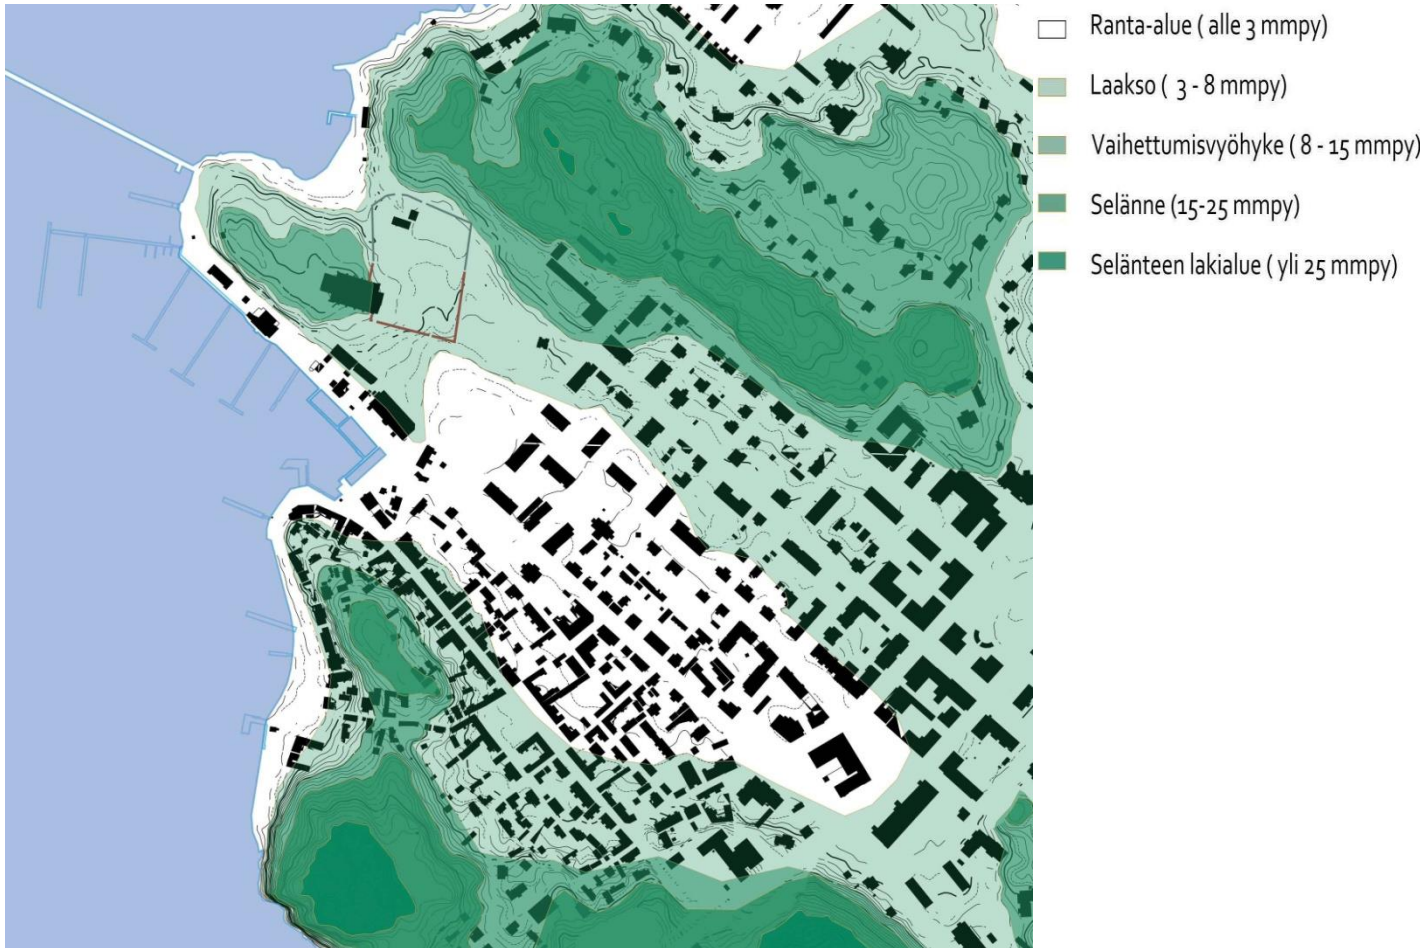 Ranta-alue ( alle 3 mmpy)
Laakso ( 3 - 8 mmpy)
Vaihettumisvyöhyke ( 8 - 15 mmpy)
Selänne (15-25 mmpy)
Selänteen lakialue ( yli 25 mmpy)